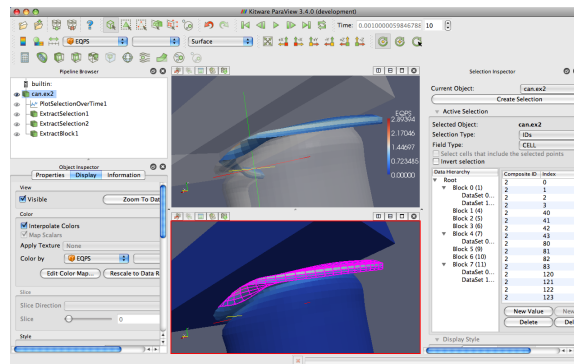 Kitware ParaView 3.4.0 (development)
Time: 0.0010000059846788 10
EQPS
Surface
Pipeline Browser
builtin:
can.ex2
PlotSelectionOverTime1
ExtractSelection1
ExtractSelection2
ExtractBlock1
Object Inspector
Properties Display Information
View
Visible
Zoom To Dat
Color
Interpolate Colors
Map Scalars
Apply Texture None
Color by EQPS
Edit Color Map... Rescale to Data R
Slice
Slice Direction
Slice 0
Style
EQPS
2.89394
2.17046
1.44697
0.723485
0.00000
Selection Inspector
Current Object: can.ex2
Create Selection
Active Selection
Selected Object: can.ex2
Selection Type: IDs
Field Type: CELL
Select cells that include the selected points
Invert selection
Data Hierarchy
Root
Block 0 (1)
DataSet 0...
DataSet 1...
Block 1 (4)
Block 2 (5)
Block 3 (6)
Block 4 (7)
DataSet 0...
DataSet 1...
Block 5 (9)
Block 6 (10)
Block 7 (11)
DataSet 0...
DataSet 1...
Composite ID Index
2 0
2 1
2 2
2 3
2 40
2 41
2 42
2 43
2 80
2 81
2 82
2 83
2 120
2 121
2 122
2 123
New Value New
Delete Del
Display Style